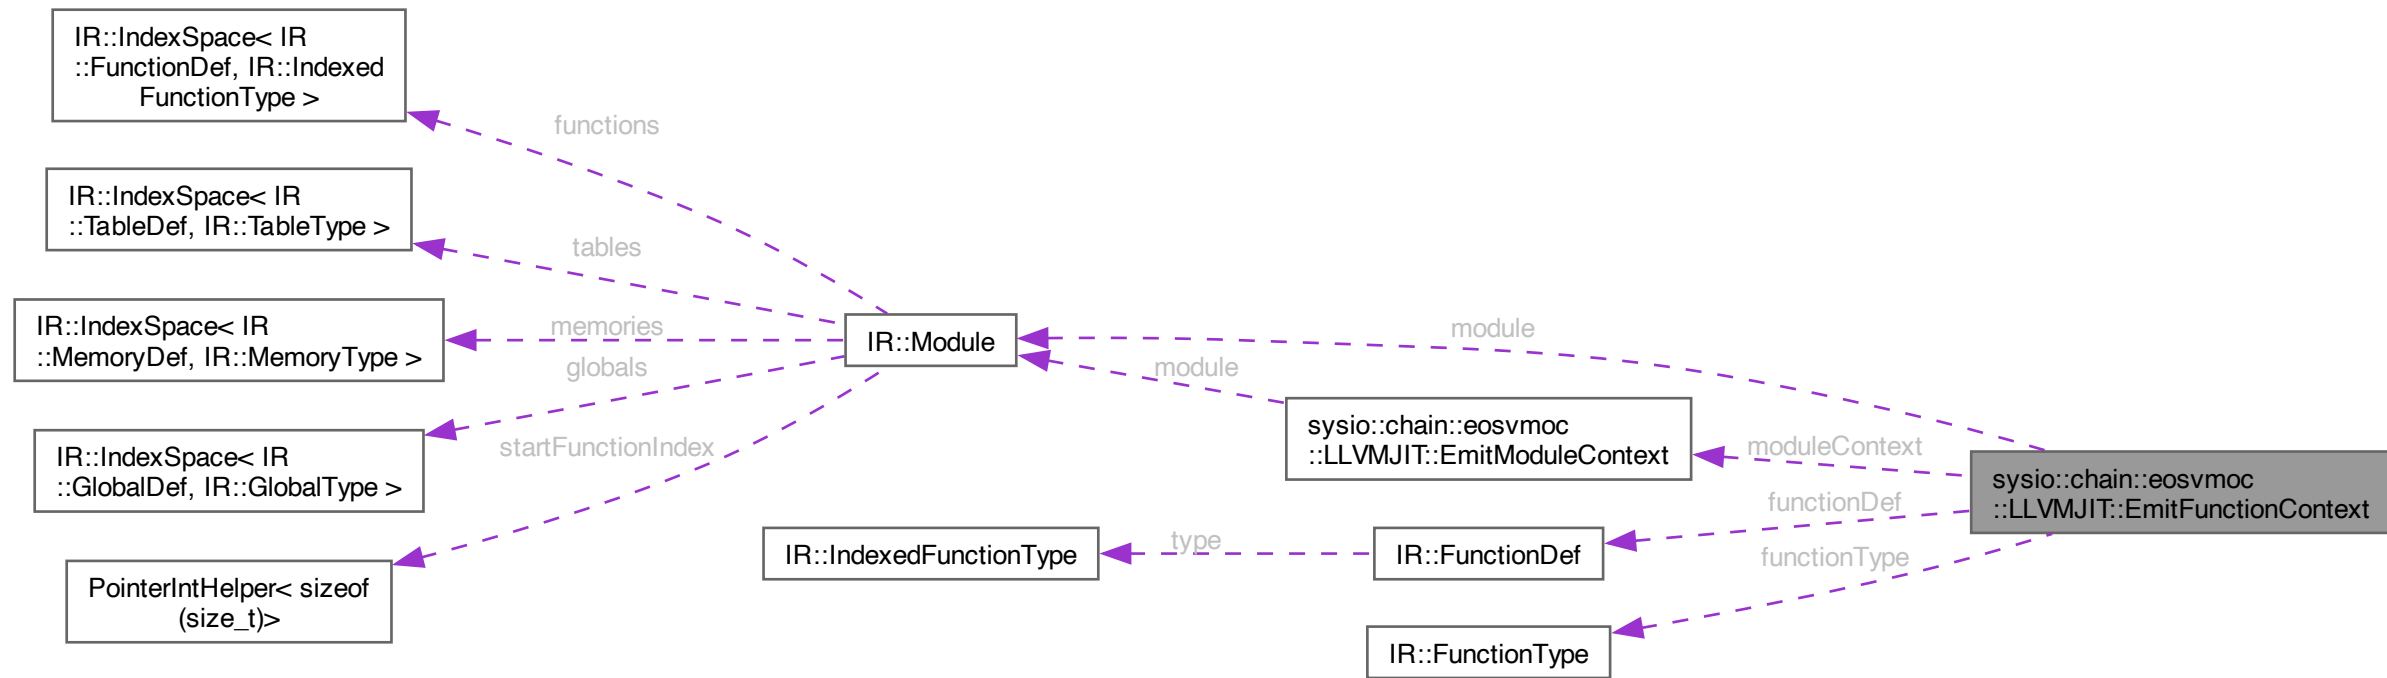 IR::IndexSpace< IR
::FunctionDef, IR::Indexed
FunctionType >
functions
IR::IndexSpace< IR
::TableDef, IR::TableType >
tables
IR::IndexSpace< IR
::MemoryDef, IR::MemoryType >
memories
IR::Module
module
globals
module
IR::IndexSpace< IR
::GlobalDef, IR::GlobalType >
startFunctionIndex
sysio::chain::eosvmoc
::LLVMJIT::EmitModuleContext
moduleContext
sysio::chain::eosvmoc
::LLVMJIT::EmitFunctionContext
functionDef
IR::IndexedFunctionType
type
IR::FunctionDef
functionType
PointerIntHelper< sizeof
(size_t)>
IR::FunctionType